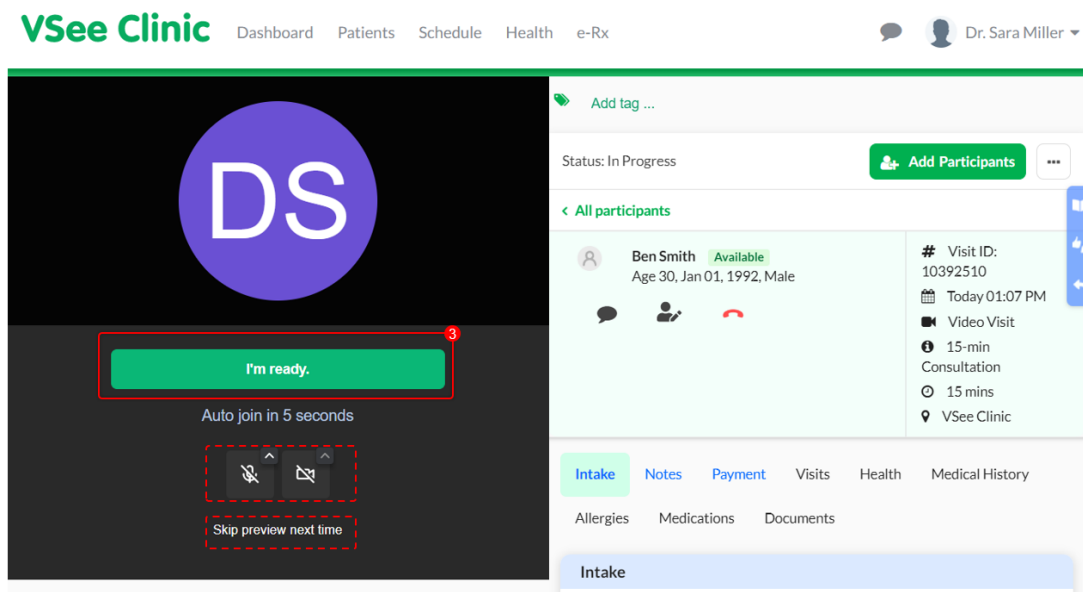 VSee Clinic Dashboard Patients Schedule Health e-Rx Dr. Sara Miller
DS
3
I'm ready.
Auto join in 5 seconds
Skip preview next time
Add tag ...
Status: In Progress
Add Participants
All participants
Ben Smith Available
Age 30, Jan 01, 1992, Male
# Visit ID:
10392510
Today 01:07 PM
Video Visit
15-min
Consultation
15 mins
VSee Clinic
Intake Notes Payment Visits Health Medical History
Allergies Medications Documents
Intake